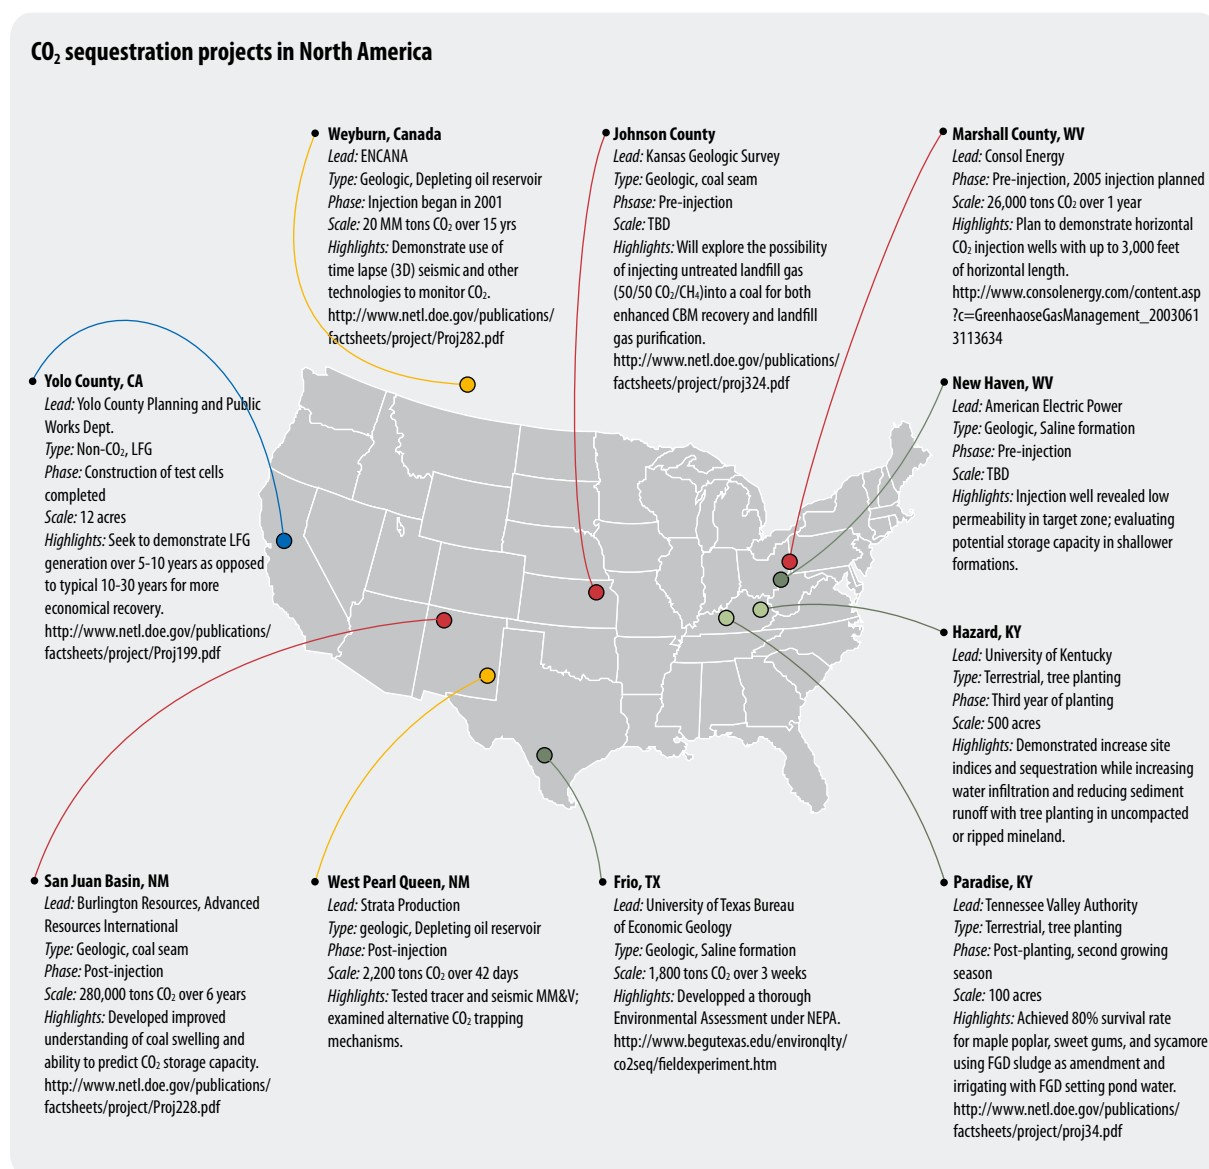 CO₂ sequestration projects in North America
Weyburn, Canada
Lead: ENCANA
Type: Geologic, Depleting oil reservoir
Phase: Injection began in 2001
Scale: 20 MM tons CO₂ over 15 yrs
Highlights: Demonstrate use of
time lapse (3D) seismic and other
technologies to monitor CO₂.
http://www.netl.doe.gov/publications/
factsheets/project/Proj282.pdf
Johnson County
Lead: Kansas Geologic Survey
Type: Geologic, coal seam
Phsase: Pre-injection
Scale: TBD
Highlights: Will explore the possibility
of injecting untreated landfill gas
(50/50 CO₂/CH₄)into a coal for both
enhanced CBM recovery and landfill
gas purification.
http://www.netl.doe.gov/publications/
factsheets/project/proj324.pdf
Marshall County, WV
Lead: Consol Energy
Phase: Pre-injection, 2005 injection planned
Scale: 26,000 tons CO₂ over 1 year
Highlights: Plan to demonstrate horizontal
CO₂ injection wells with up to 3,000 feet
of horizontal length.
http://www.consolenergy.com/content.asp
?c=GreenhaoseGasManagement_2003061
3113634
Yolo County, CA
Lead: Yolo County Planning and Public
Works Dept.
Type: Non-CO₂, LFG
Phase: Construction of test cells
completed
Scale: 12 acres
Highlights: Seek to demonstrate LFG
generation over 5-10 years as opposed
to typical 10-30 years for more
economical recovery.
http://www.netl.doe.gov/publications/
factsheets/project/Proj199.pdf
New Haven, WV
Lead: American Electric Power
Type: Geologic, Saline formation
Phsase: Pre-injection
Scale: TBD
Highlights: Injection well revealed low
permeability in target zone; evaluating
potential storage capacity in shallower
formations.
Hazard, KY
Lead: University of Kentucky
Type: Terrestrial, tree planting
Phase: Third year of planting
Scale: 500 acres
Highlights: Demonstrated increase site
indices and sequestration while increasing
water infiltration and reducing sediment
runoff with tree planting in uncompacted
or ripped mineland.
San Juan Basin, NM
Lead: Burlington Resources, Advanced
Resources International
Type: Geologic, coal seam
Phase: Post-injection
Scale: 280,000 tons CO₂ over 6 years
Highlights: Developed improved
understanding of coal swelling and
ability to predict CO₂ storage capacity.
http://www.netl.doe.gov/publications/
factsheets/project/Proj228.pdf
West Pearl Queen, NM
Lead: Strata Production
Type: geologic, Depleting oil reservoir
Phase: Post-injection
Scale: 2,200 tons CO₂ over 42 days
Highlights: Tested tracer and seismic MM&V;
examined alternative CO₂ trapping
mechanisms.
Frio, TX
Lead: University of Texas Bureau
of Economic Geology
Type: Geologic, Saline formation
Scale: 1,800 tons CO₂ over 3 weeks
Highlights: Developped a thorough
Environmental Assessment under NEPA.
http://www.begutexas.edu/environqlty/
co2seq/fieldexperiment.htm
Paradise, KY
Lead: Tennessee Valley Authority
Type: Terrestrial, tree planting
Phase: Post-planting, second growing
season
Scale: 100 acres
Highlights: Achieved 80% survival rate
for maple poplar, sweet gums, and sycamore
using FGD sludge as amendment and
irrigating with FGD setting pond water.
http://www.netl.doe.gov/publications/
factsheets/project/proj34.pdf